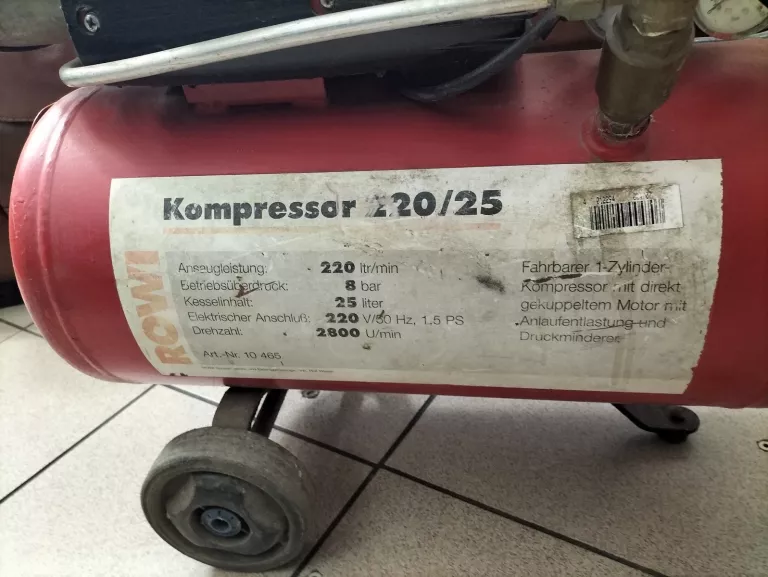 Kompressor 220/25
ROWI
Ansaugleistung: 220 ltr/min
Betriebsüberdruck: 8 bar
Kesselinhalt: 25 liter
Elektrischer Anschluß: 220 V/50 Hz, 1,5 PS
Drehzahl: 2800 U/min
Art.-Nr. 10 465
Fahrbarer 1-Zylinder-
Kompressor mit direkt
gekuppeltem Motor mit
Anlaufentlastung und
Druckminderer.